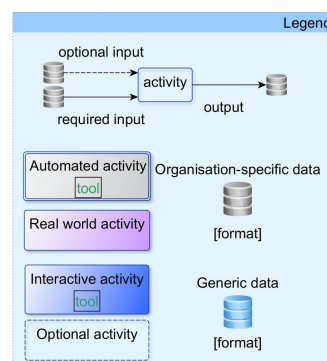 Legend
optional input
activity
output
required input
Automated activity
tool
Organisation-specific data
[format]
Real world activity
Interactive activity
tool
Generic data
[format]
Optional activity